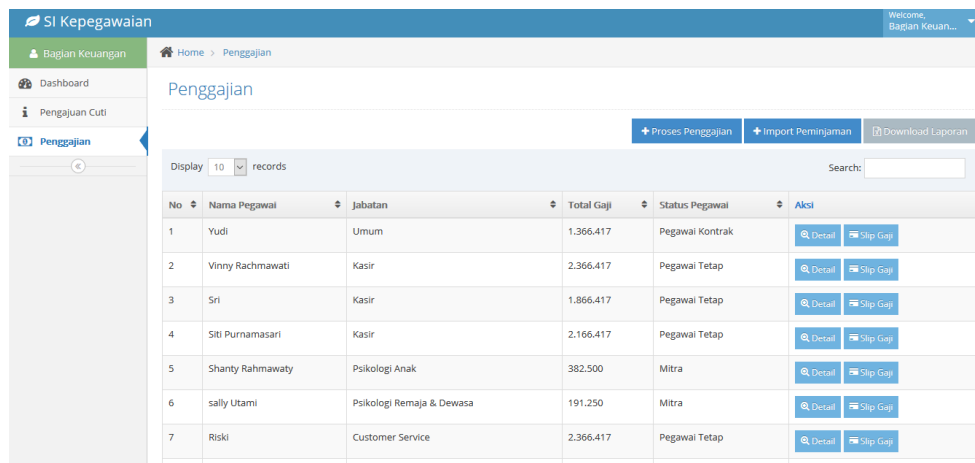 SI Kepegawaian
Welcome,
Bagian Keuan...
Bagian Keuangan
Home > Penggajian
Dashboard
Pengajuan Cuti
Penggajian
Penggajian
+Proses Penggajian +Import Peminjaman Download Laporan
Display 10 records Search:
No Nama Pegawai Jabatan Total Gaji Status Pegawai Aksi
1 Yudi Umum 1.366.417 Pegawai Kontrak Detail Slip Gaji
2 Vinny Rachmawati Kasir 2.366.417 Pegawai Tetap Detail Slip Gaji
3 Sri Kasir 1.866.417 Pegawai Tetap Detail Slip Gaji
4 Siti Purnamasari Kasir 2.166.417 Pegawai Tetap Detail Slip Gaji
5 Shanty Rahmawaty Psikologi Anak 382.500 Mitra Detail Slip Gaji
6 sally Utami Psikologi Remaja & Dewasa 191.250 Mitra Detail Slip Gaji
7 Riski Customer Service 2.366.417 Pegawai Tetap Detail Slip Gaji